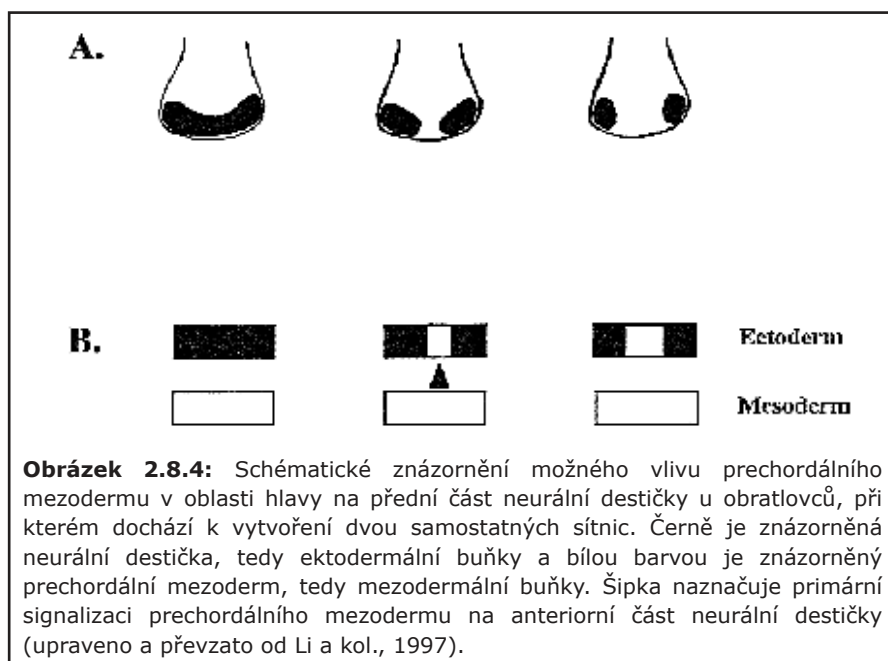 A.
B.
Ectoderm
Mesoderm
Obrázek 2.8.4: Schématické znázornění možného vlivu prechordálního
mezodermu v oblasti hlavy na přední část neurální destičky u obratlovců, při
kterém dochází k vytvoření dvou samostatných sítnic. Černě je znázorněná
neurální destička, tedy ektodermální buňky a bílou barvou je znázorněný
prechordální mezoderm, tedy mezodermální buňky. Šipka naznačuje primární
signalizaci prechordálního mezodermu na anteriorní část neurální destičky
(upraveno a převzato od Li a kol., 1997).